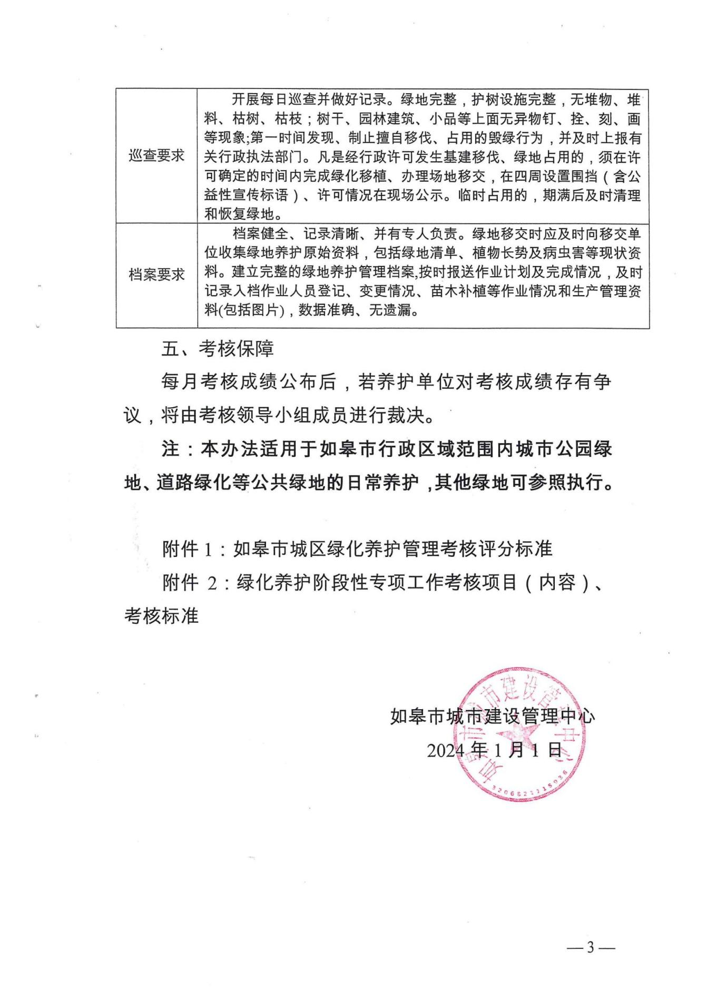 开展每日巡查并做好记录。绿地完整，护树设施完整，无堆物、堆
料、枯树、枯枝；树干、园林建筑、小品等上面无异物钉、拴、刻、画
等现象;第一时间发现、制止擅自移伐、占用的毁绿行为，并及时上报有
巡查要求
关行政执法部门。凡是经行政许可发生基建移伐、绿地占用的，须在许
可确定的时间内完成绿化移植、办理场地移交，在四周设置围挡（含公
益性宣传标语）、许可情况在现场公示。临时占用的，期满后及时清理
和恢复绿地。
档案健全、记录清晰、并有专人负责。绿地移交时应及时向移交单
位收集绿地养护原始资料，包括绿地清单、植物长势及病虫害等现状资
档案要求
料。建立完整的绿地养护管理档案,按时报送作业计划及完成情况，及时
记录入档作业人员登记、变更情况、苗木补植等作业情况和生产管理资
料(包括图片)，数据准确、无遗漏。
五、考核保障
每月考核成绩公布后，若养护单位对考核成绩存有争
议，将由考核领导小组成员进行裁决。
注：本办法适用于如皋市行政区域范围内城市公园绿
地、道路绿化等公共绿地的日常养护,其他绿地可参照执行。
附件 1：如皋市城区绿化养护管理考核评分标准
附件 2：绿化养护阶段性专项工作考核项目（内容）、
考核标准
如皋市城市建设管理中心
2024 年 1 月 1 日
如皋市城市建设管理中心
— 3 —